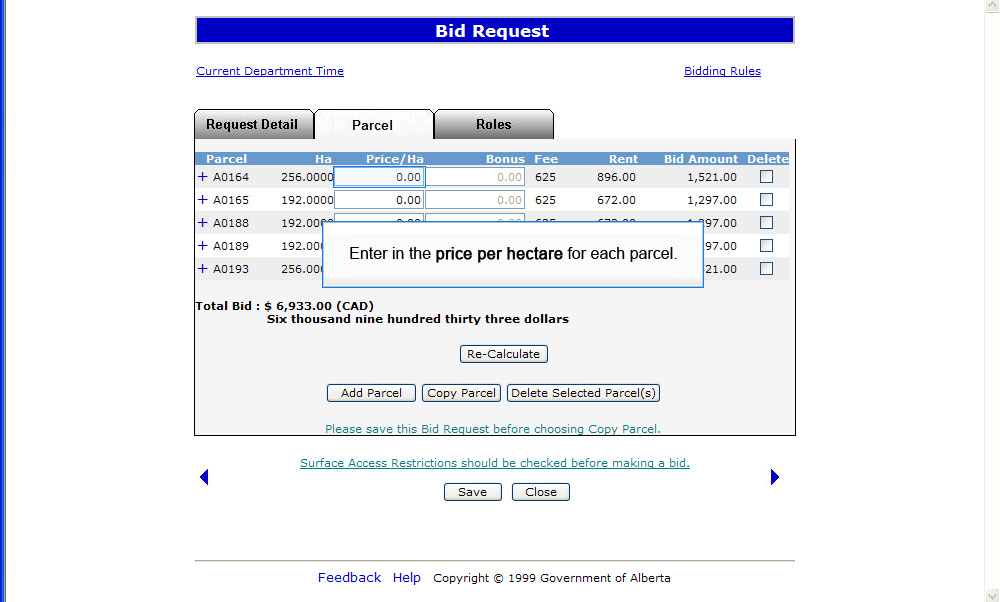 Bid Request
Current Department Time Bidding Rules
Request Detail Parcel Roles
Parcel Ha Price/Ha Bonus Fee Rent Bid Amount Delete
+ A0164 256.0000 0.00 0.00 625 896.00 1,521.00
+ A0165 192.0000 0.00 0.00 625 672.00 1,297.00
+ A0188
+ A0189
+ A0193
Enter in the price per hectare for each parcel.
Total Bid : $ 6,933.00 (CAD)
Six thousand nine hundred thirty three dollars
Re-Calculate
Add Parcel Copy Parcel Delete Selected Parcel(s)
Please save this Bid Request before choosing Copy Parcel.
Surface Access Restrictions should be checked before making a bid.
Save Close
Feedback Help Copyright © 1999 Government of Alberta